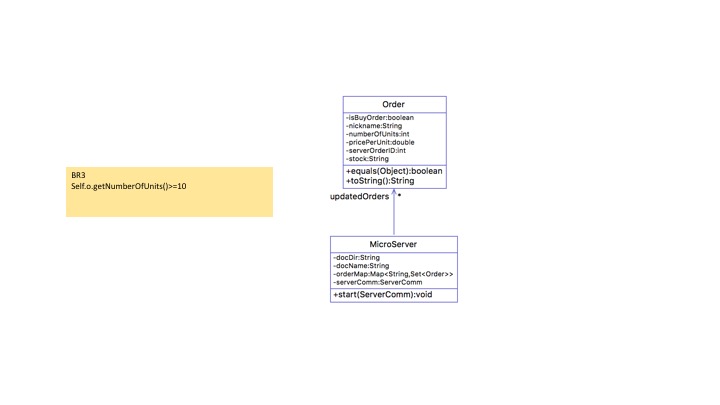 BR3
Self.o.getNumberOfUnits()>=10
Order
-isBuyOrder:boolean
-nickname:String
-numberOfUnits:int
-pricePerUnit:double
-serverOrderID:int
-stock:String
+equals(Object):boolean
+toString():String
updatedOrders *
MicroServer
-docDir:String
-docName:String
-orderMap:Map<String,Set<Order>>
-serverComm:ServerComm
+start(ServerComm):void